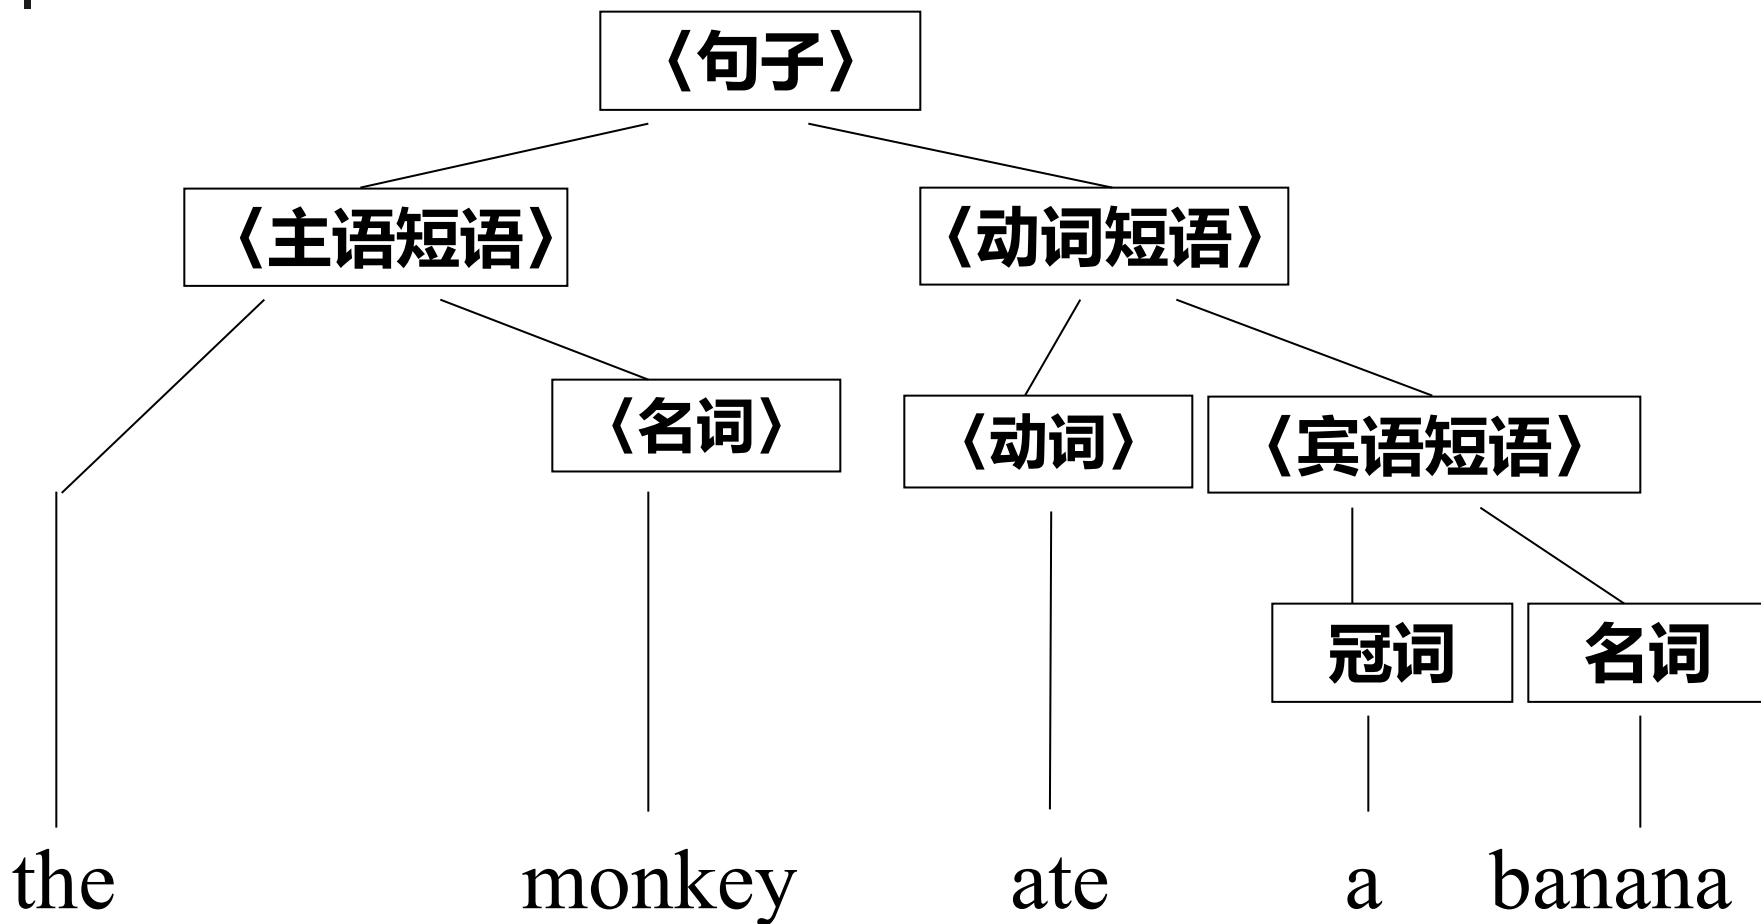 〈句子〉
〈主语短语〉 〈动词短语〉
〈名词〉 〈动词〉 〈宾语短语〉
冠词 名词
the monkey ate a banana